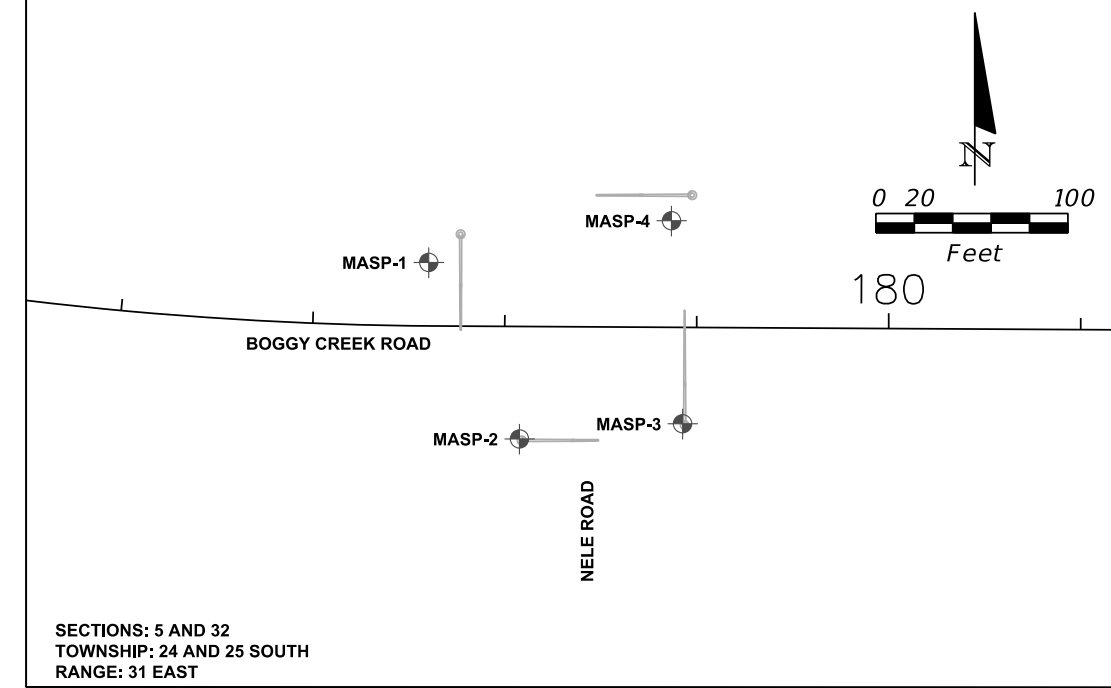 N
0 20 100
Feet
MASP-4
MASP-1
180
BOGGY CREEK ROAD
MASP-3
MASP-2
NELE ROAD
SECTIONS: 5 AND 32
TOWNSHIP: 24 AND 25 SOUTH
RANGE: 31 EAST